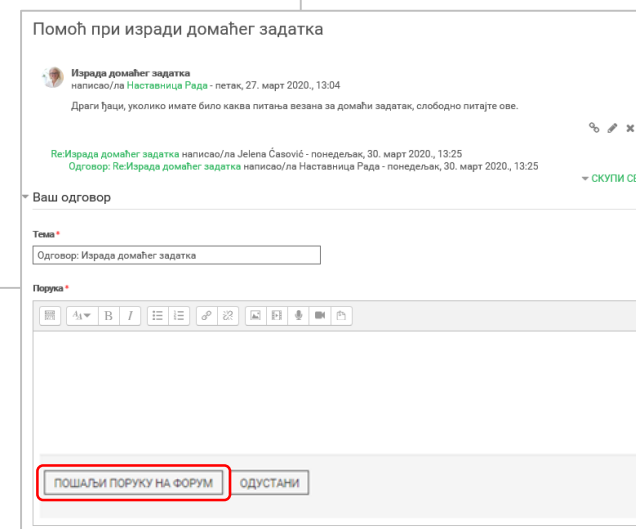 Помоћ при изради домаћег задатка
Израда домаћег задатка
написао/ла Наставница Рада - петак, 27. март 2020., 13:04
Драги ђаци, уколико имате било каква питања везана за домаћи задатак, слободно питајте ове.
Re:Израда домаћег задатка написао/ла Jelena Ćasović - понедељак, 30. март 2020., 13:25
Одговор: Re:Израда домаћег задатка написао/ла Наставница Рада - понедељак, 30. март 2020., 13:25
СКУПИ СВ
Ваш одговор
Тема*
Одговор: Израда домаћег задатка
Порука*
B I
ПОШАЉИ ПОРУКУ НА ФОРУМ ОДУСТАНИ